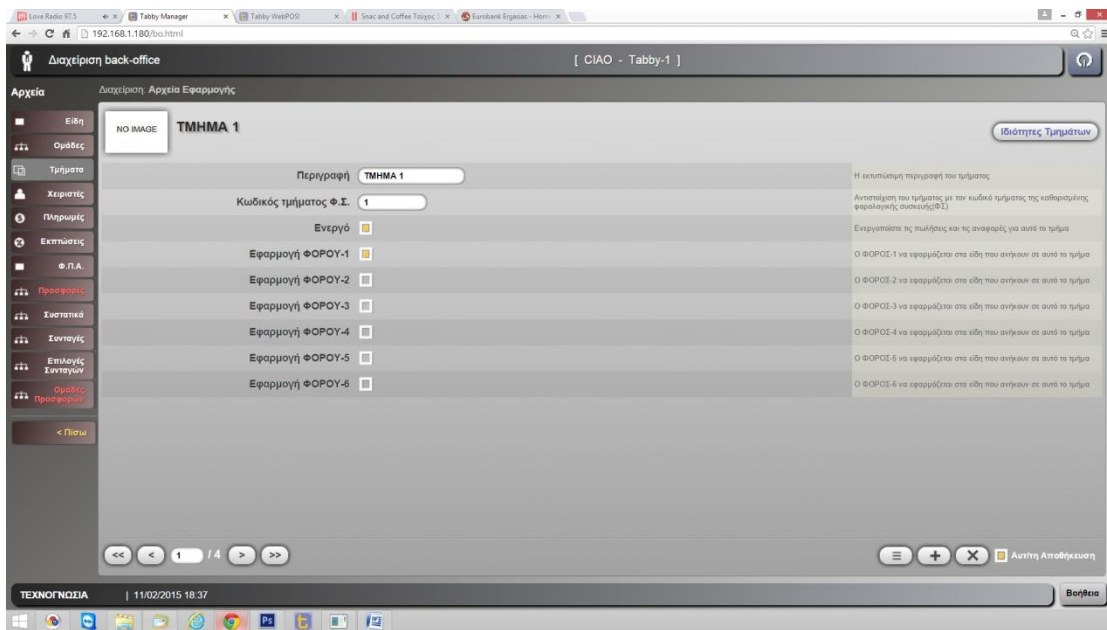 Love Radio 97.5
Tabby Manager
Tabby WebPOS!
Snac and Coffee Τεύχος
Eurobank Ergasias - Hom
192.168.1.180/bo.html
Διαχείριση back-office
[ CIAO - Tabby-1 ]
Αρχεία
Διαχείριση: Αρχεία Εφαρμογής
Είδη
Ομάδες
Τμήματα
Χειριστές
Πληρωμές
Εκπτώσεις
Φ.Π.Α.
Προσφορές
Συστατικά
Συνταγές
Επιλογές
Συνταγών
Ομάδες
Προσφορών
< Πίσω
NO IMAGE
ΤΜΗΜΑ 1
Ιδιότητες Τμημάτων
Περιγραφή ΤΜΗΜΑ 1
Η εκτυπώσιμη περιγραφή του τμήματος
Κωδικός τμήματος Φ.Σ. 1
Αντιστοίχιση του τμήματος με τον κωδικό τμήματος της καθορισμένης
φορολογικής συσκευής(ΦΣ)
Ενεργό
Ενεργοποίστε τις πωλήσεις και τις αναφορές για αυτό το τμήμα
Εφαρμογή ΦΟΡΟΥ-1
Ο ΦΟΡΟΣ-1 να εφαρμόζεται στα είδη που ανήκουν σε αυτό το τμήμα
Εφαρμογή ΦΟΡΟΥ-2
Ο ΦΟΡΟΣ-2 να εφαρμόζεται στα είδη που ανήκουν σε αυτό το τμήμα
Εφαρμογή ΦΟΡΟΥ-3
Ο ΦΟΡΟΣ-3 να εφαρμόζεται στα είδη που ανήκουν σε αυτό το τμήμα
Εφαρμογή ΦΟΡΟΥ-4
Ο ΦΟΡΟΣ-4 να εφαρμόζεται στα είδη που ανήκουν σε αυτό το τμήμα
Εφαρμογή ΦΟΡΟΥ-5
Ο ΦΟΡΟΣ-5 να εφαρμόζεται στα είδη που ανήκουν σε αυτό το τμήμα
Εφαρμογή ΦΟΡΟΥ-6
Ο ΦΟΡΟΣ-6 να εφαρμόζεται στα είδη που ανήκουν σε αυτό το τμήμα
<< < 1 / 4 > >>
Αυτ/τη Αποθήκευση
ΤΕΧΝΟΓΝΩΣΙΑ | 11/02/2015 18:37
Βοήθεια
Ps